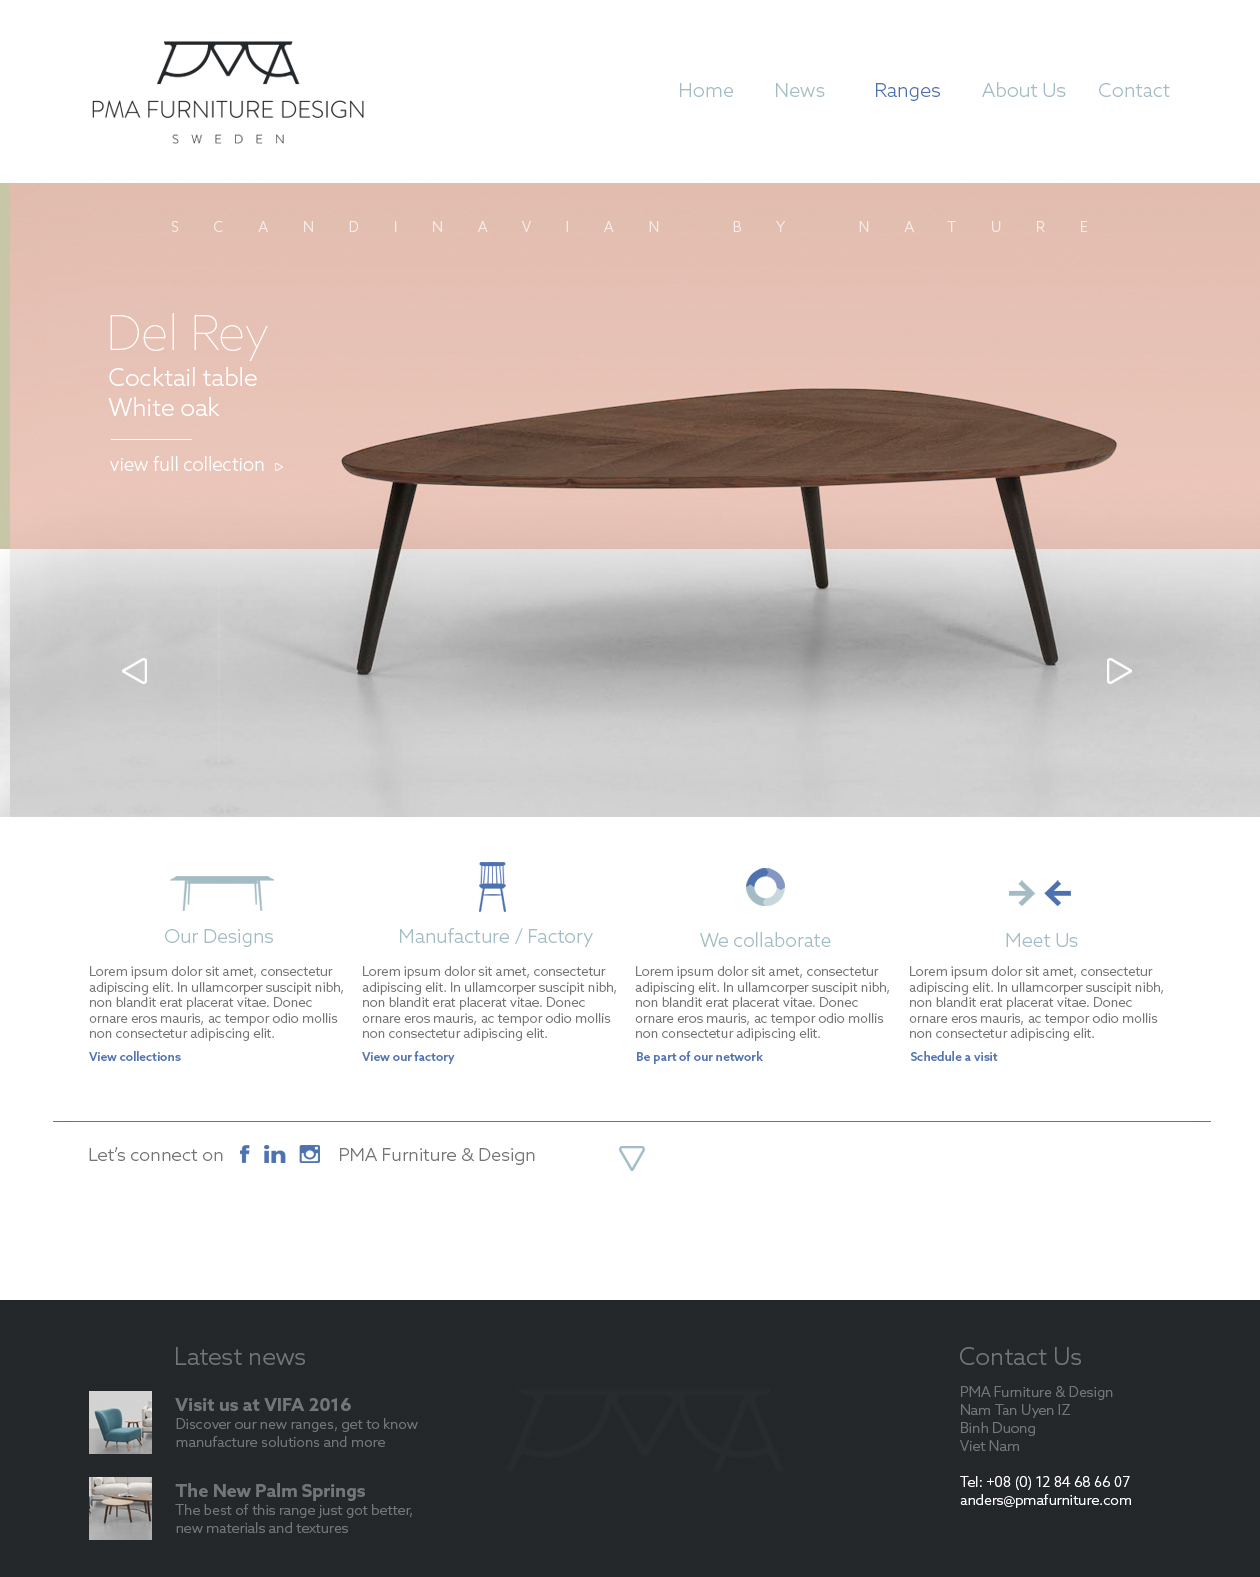 PMA
PMA FURNITURE DESIGN
SWEDEN
Home News Ranges About Us Contact
SCANDINAVIAN BY NATURE
Del Rey
Cocktail table
White oak
view full collection
Our Designs
Lorem ipsum dolor sit amet, consectetur
adipiscing elit. In ullamcorper suscipit nibh,
non blandit erat placerat vitae. Donec
ornare eros mauris, ac tempor odio mollis
non consectetur adipiscing elit.
View collections
Manufacture / Factory
Lorem ipsum dolor sit amet, consectetur
adipiscing elit. In ullamcorper suscipit nibh,
non blandit erat placerat vitae. Donec
ornare eros mauris, ac tempor odio mollis
non consectetur adipiscing elit.
View our factory
We collaborate
Lorem ipsum dolor sit amet, consectetur
adipiscing elit. In ullamcorper suscipit nibh,
non blandit erat placerat vitae. Donec
ornare eros mauris, ac tempor odio mollis
non consectetur adipiscing elit.
Be part of our network
Meet Us
Lorem ipsum dolor sit amet, consectetur
adipiscing elit. In ullamcorper suscipit nibh,
non blandit erat placerat vitae. Donec
ornare eros mauris, ac tempor odio mollis
non consectetur adipiscing elit.
Schedule a visit
Let's connect on f in PMA Furniture & Design
Latest news
Visit us at VIFA 2016
Discover our new ranges, get to know
manufacture solutions and more
The New Palm Springs
The best of this range just got better,
new materials and textures
PMA
Contact Us
PMA Furniture & Design
Nam Tan Uyen IZ
Binh Duong
Viet Nam
Tel: +08 (0) 12 84 68 66 07
anders@pmafurniture.com